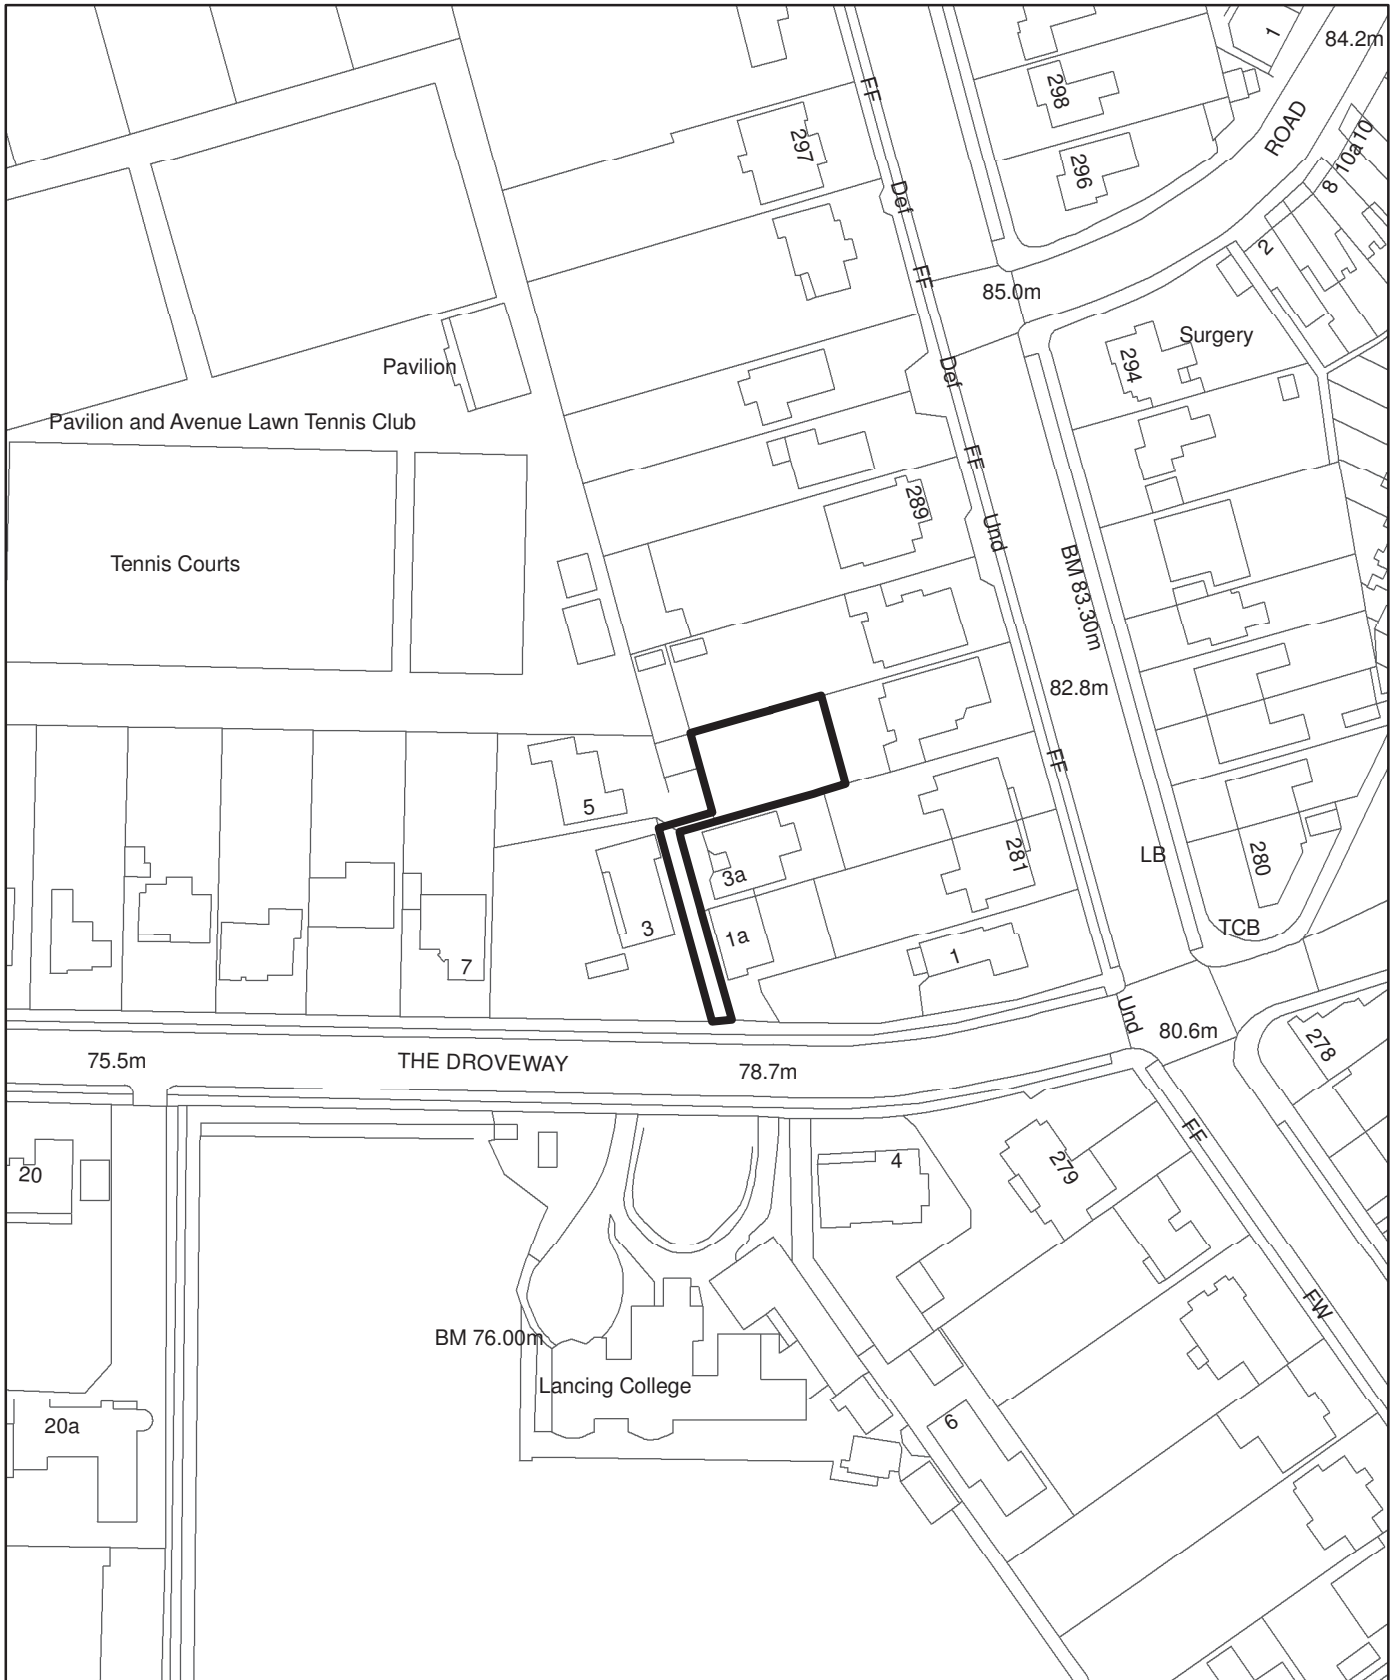 1
84.2m
298
FF
ROAD
297
296
10
10a
8
Def
2
FF
85.0m
Surgery
294
Pavilion
Def
Pavilion and Avenue Lawn Tennis Club
FF
289
Und
Tennis Courts
BM 83.30m
82.8m
FF
5
LB
281
280
3a
TCB
3
1a
1
7
Und
80.6m
278
75.5m
THE DROVEWAY
78.7m
FF
4
279
20
FW
BM 76.00m
Lancing College
20a
6